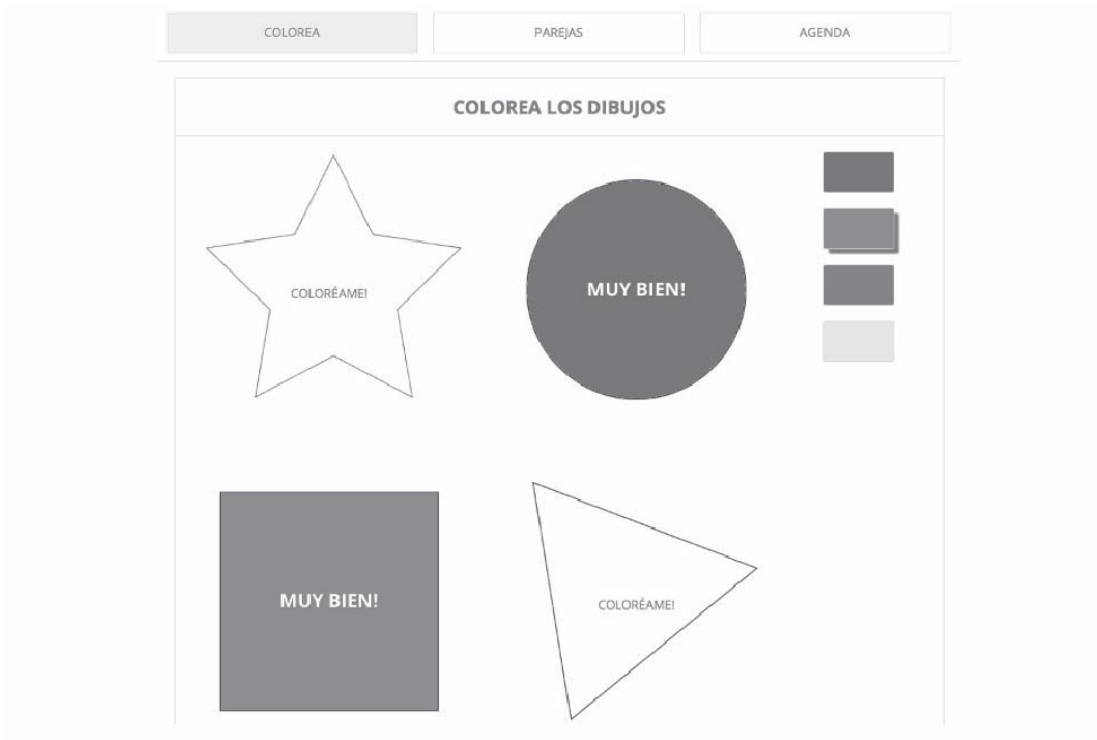 COLOREA
PAREJAS
AGENDA
COLOREA LOS DIBUJOS
COLORÉAME!
MUY BIEN!
MUY BIEN!
COLORÉAME!